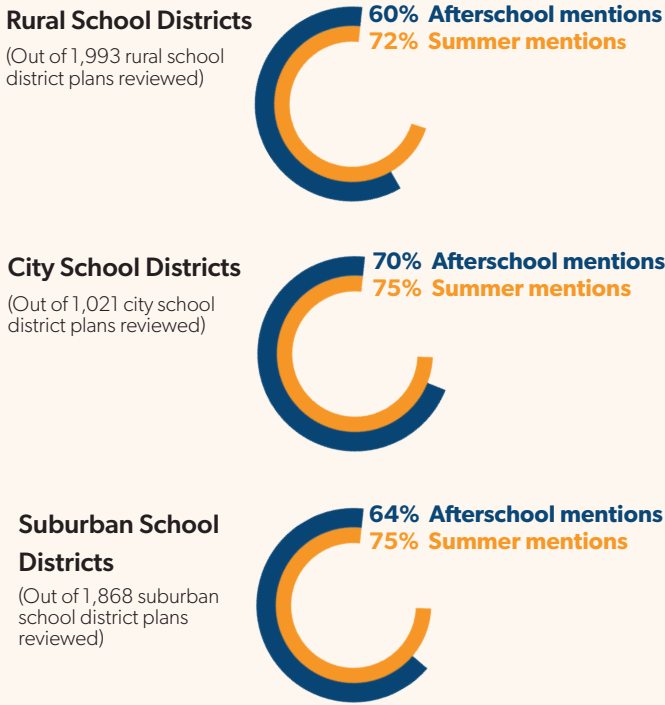 Rural School Districts
(Out of 1,993 rural school
district plans reviewed)
60% Afterschool mentions
72% Summer mentions
City School Districts
(Out of 1,021 city school
district plans reviewed)
70% Afterschool mentions
75% Summer mentions
Suburban School
Districts
(Out of 1,868 suburban
school district plans
reviewed)
64% Afterschool mentions
75% Summer mentions